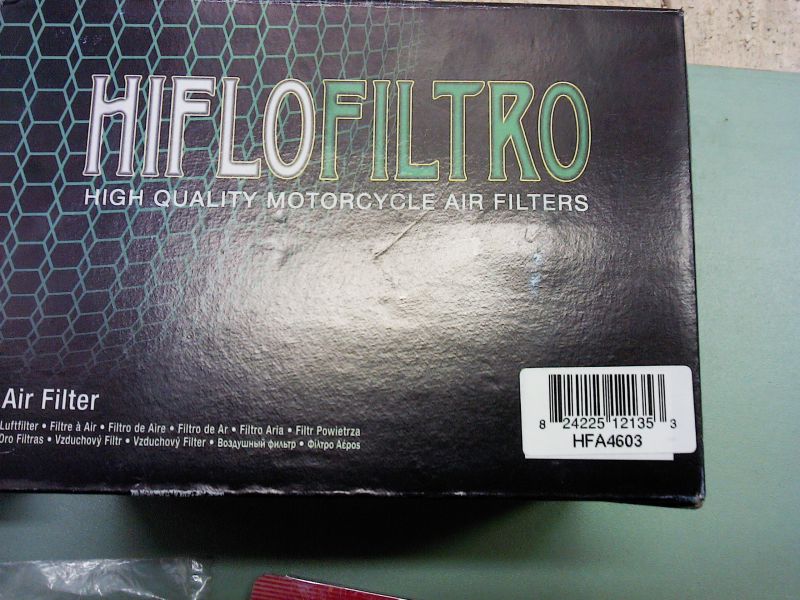 HIFLOFILTRO
HIGH QUALITY MOTORCYCLE AIR FILTERS
Air Filter
Luftfilter • Filtre à Air • Filtro de Aire • Filtro de Ar • Filtro Aria • Filtr Powietrza
Oro Filtras • Vzduchový Filtr • Vzduchový Filter • Воздушный фильтр • Φίλτρο Αέρος
8 24225 12135 3
HFA4603